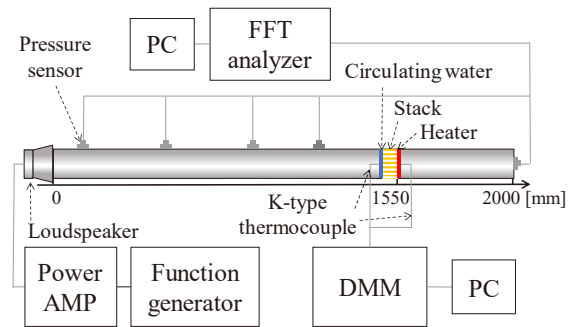 PC
FFT
analyzer
Pressure
sensor
Circulating water
Stack
Heater
0
1550
2000 [mm]
K-type
thermocouple
Loudspeaker
Power
AMP
Function
generator
DMM
PC